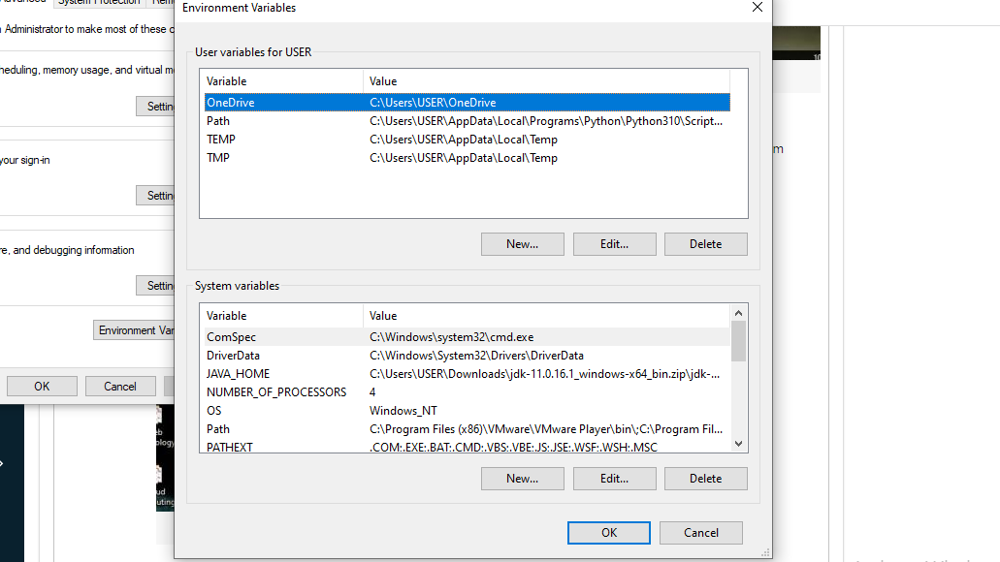 Environment Variables
System Protection
Administrator to make most of these
User variables for USER
heduling, memory usage, and virtual
Variable Value
OneDrive C:\Users\USER\OneDrive
Path C:\Users\USER\AppData\Local\Programs\Python\Python310\Script...
TEMP C:\Users\USER\AppData\Local\Temp
TMP C:\Users\USER\AppData\Local\Temp
Settin
your sign-in
Settin
New... Edit... Delete
re, and debugging information
Settin
System variables
Variable Value
ComSpec C:\Windows\system32\cmd.exe
DriverData C:\Windows\System32\Drivers\DriverData
JAVA_HOME C:\Users\USER\Downloads\jdk-11.0.16.1_windows-x64_bin.zip\jdk-...
NUMBER_OF_PROCESSORS 4
OS Windows_NT
Path C:\Program Files (x86)\VMware\VMware Player\bin\;C:\Program Fil...
PATHEXT .COM;.EXE;.BAT;.CMD;.VBS;.VBE;.JS;.JSE;.WSF;.WSH;.MSC
Environment Var
OK Cancel
New... Edit... Delete
OK Cancel